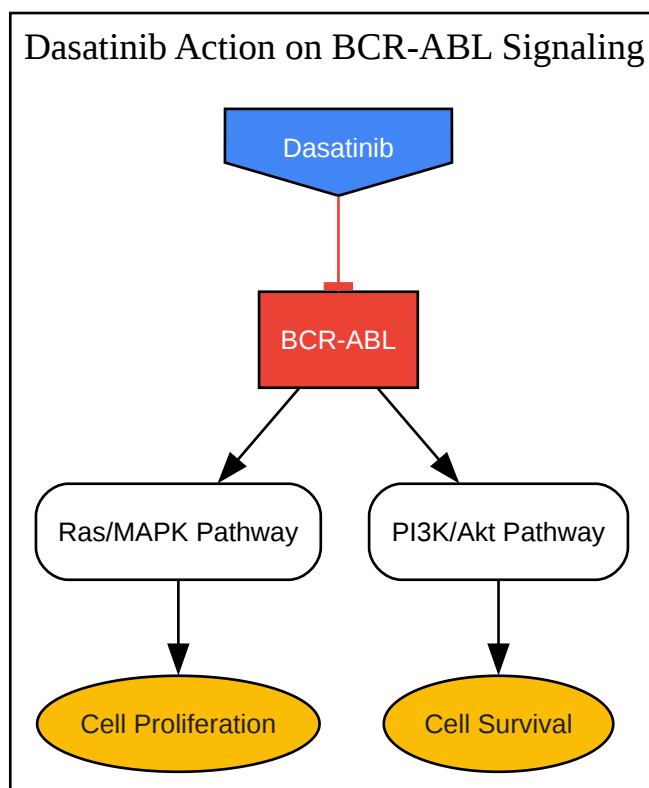 Dasatinib Action on BCR-ABL Signaling
Dasatinib
BCR-ABL
Ras/MAPK Pathway
PI3K/Akt Pathway
Cell Proliferation
Cell Survival